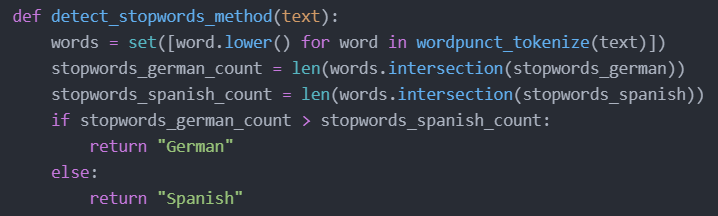 def detect_stopwords_method(text):
    words = set([word.lower() for word in wordpunct_tokenize(text)])
    stopwords_german_count = len(words.intersection(stopwords_german))
    stopwords_spanish_count = len(words.intersection(stopwords_spanish))
    if stopwords_german_count > stopwords_spanish_count:
        return "German"
    else:
        return "Spanish"